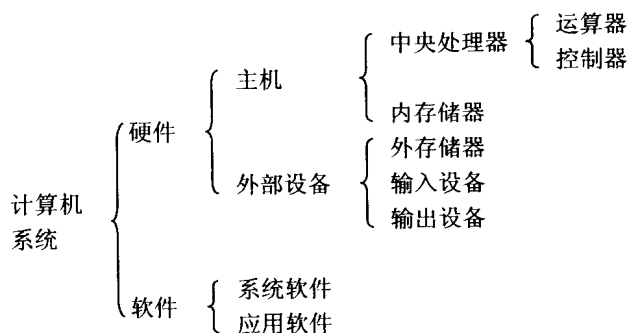 运算器
中央处理器
控制器
主机
内存储器
硬件
外存储器
外部设备
输入设备
输出设备
计算机
系统
系统软件
软件
应用软件